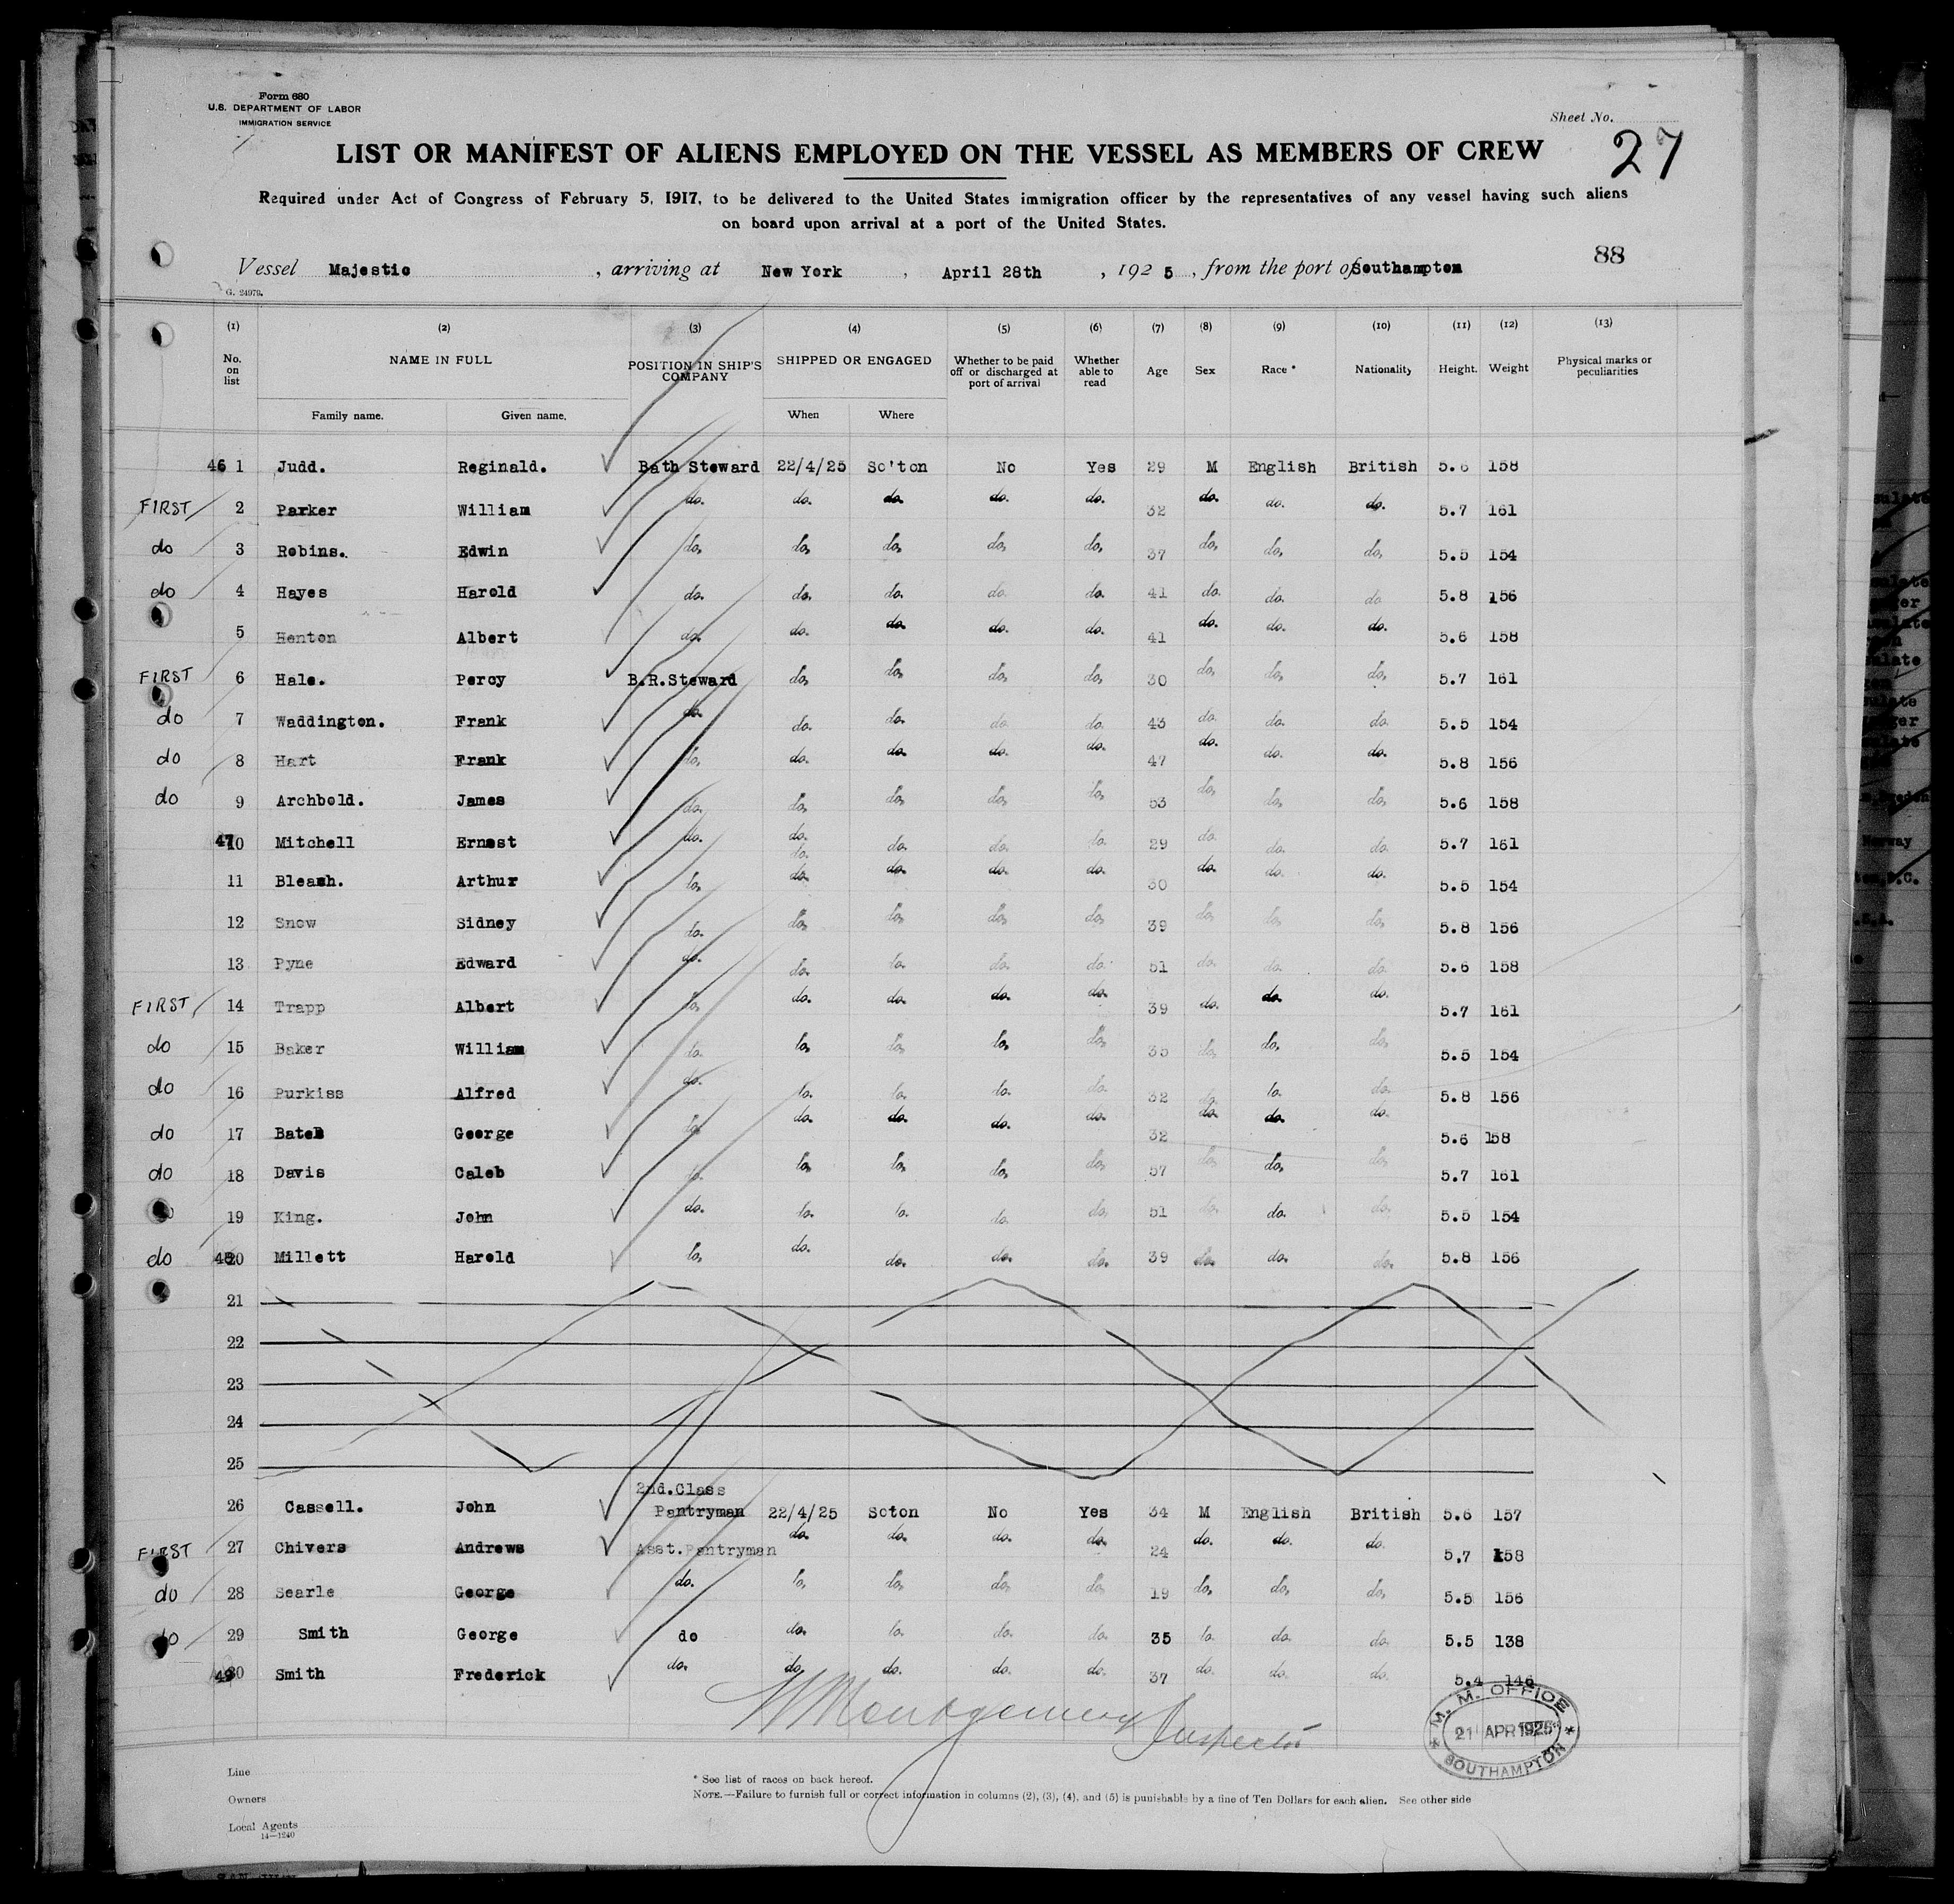 Form 680
U.S. DEPARTMENT OF LABOR
IMMIGRATION SERVICE
Sheet No. 27
LIST OR MANIFEST OF ALIENS EMPLOYED ON THE VESSEL AS MEMBERS OF CREW
Required under Act of Congress of February 5, 1917, to be delivered to the United States immigration officer by the representatives of any vessel having such aliens
on board upon arrival at a port of the United States.
88
Vessel Majestic, arriving at New York, April 28th, 1925, from the port of Southampton
G. 24979.
(1) (2) (3) (4) (5) (6) (7) (8) (9) (10) (11) (12) (13)
No. on list NAME IN FULL POSITION IN SHIP'S COMPANY SHIPPED OR ENGAGED Whether to be paid off or discharged at port of arrival Whether able to read Age Sex Race * Nationality Height. Weight Physical marks or peculiarities
Family name. Given name. When Where
46 1 Judd. Reginald. Bath Steward 22/4/25 So'ton No Yes 29 M English British 5.6 158
FIRST 2 Parker William do. do. do. do. do. 32 do. do. do. 5.7 161
do 3 Robins. Edwin do. do. do. do. do. 37 do. do. do. 5.5 154
do 4 Hayes Harold do. do. do. do. do. 41 do. do. do 5.8 156
5 Henton Albert do. do. do. do. do. 41 do. do. do. 5.6 158
FIRST 6 Hale. Percy B.R.Steward do. do. do. do. 30 do. do. do. 5.7 161
do 7 Waddington. Frank do. do. do. do. do. 43 do. do. do. 5.5 154
do 8 Hart Frank do. do. do. do. do. 47 do. do. do. 5.8 156
do 9 Archbold. James do. do. do. do. do. 53 do. do. do. 5.6 158
47 10 Mitchell Ernest do. do. do. do. do. do. 29 do. do. do. 5.7 161
11 Bleach. Arthur do. do. do. do. do. 30 do. do. do. 5.5 154
12 Snow Sidney do. do. do. do. do. 39 do. do. do. 5.8 156
13 Pyne Edward do. do. do. do. do. 51 do. do. do. 5.6 158
FIRST 14 Trapp Albert do. do. do. do. do. 39 do. do. do. 5.7 161
do 15 Baker William do. do. do. do. do. 35 do. do. do. 5.5 154
do 16 Purkiss Alfred do. do. do. do. do. 32 do. do. do. 5.8 156
do 17 Bates George do. do. do. do. do. 32 do. do. do. 5.6 158
do 18 Davis Caleb do. do. do. do. do. 57 do. do. do. 5.7 161
19 King. John do. do. do. do. do. 51 do. do. 5.5 154
do 48 20 Millett Harold do. do. do. do. do. 39 do. do. do. 5.8 156
21
22
23
24
25
2nd.Class
26 Cassell. John Pantryman 22/4/25 Soton No Yes 34 M English British 5.6 157
FIRST 27 Chivers Andrews Asst.Pantryman do. do. do. do. 24 do. do. do. 5.7 158
do 28 Searle George do. do. do. do. do. 19 do. do. do. 5.5 156
do 29 Smith George do do. do. do. do. 35 do. do. do. 5.5 138
49 30 Smith Frederick do. do. do. do. do. 37 do. do. do. 5.4 146
W Montgomery Inspector
M. M. OFFICE
21 APR 1925
SOUTHAMPTON
Line
Owners
Local Agents
14—1240
* See list of races on back hereof.
NOTE.—Failure to furnish full or correct information in columns (2), (3), (4), and (5) is punishable by a fine of Ten Dollars for each alien. See other side